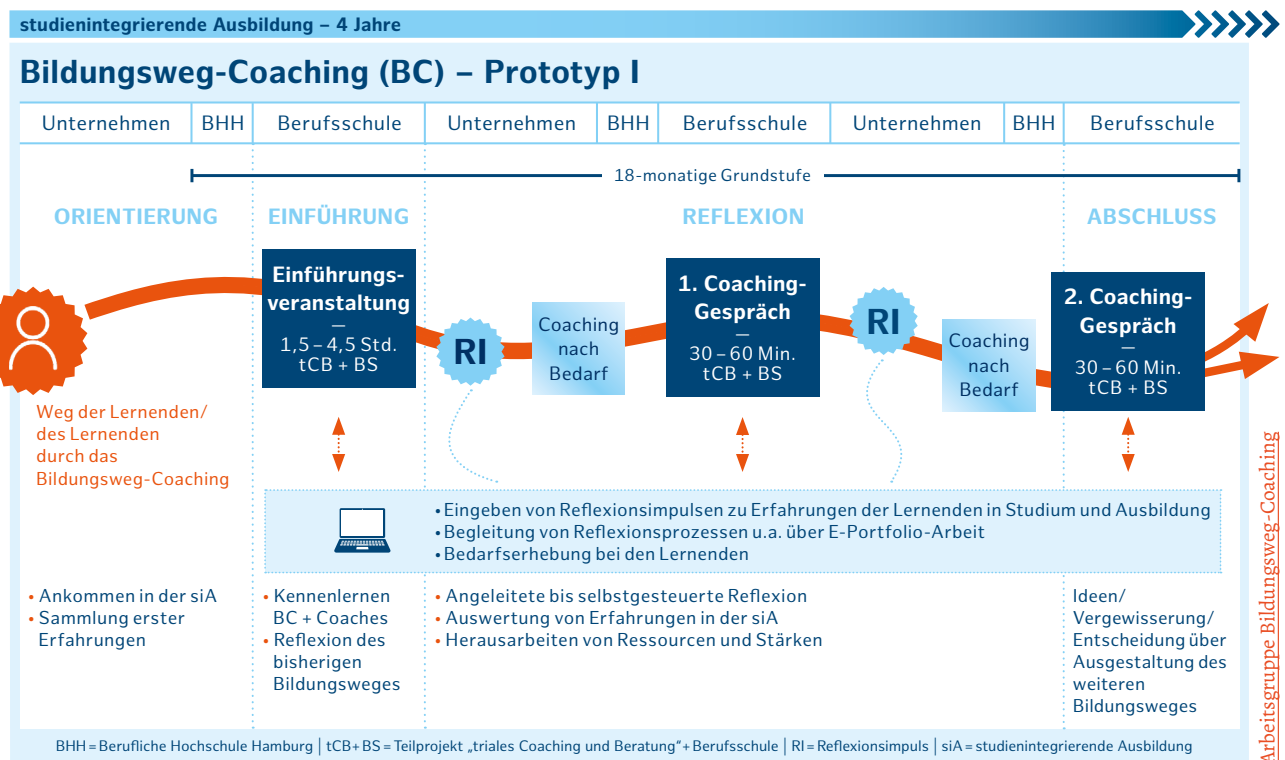 studienintegrierende Ausbildung – 4 Jahre
Bildungsweg-Coaching (BC) – Prototyp I
Unternehmen BHH Berufsschule Unternehmen BHH Berufsschule Unternehmen BHH Berufsschule
18-monatige Grundstufe
ORIENTIERUNG EINFÜHRUNG REFLEXION ABSCHLUSS
Einführungs-
veranstaltung
—
1,5 – 4,5 Std.
tCB + BS
RI
Coaching
nach
Bedarf
1. Coaching-
Gespräch
—
30 – 60 Min.
tCB + BS
RI
Coaching
nach
Bedarf
2. Coaching-
Gespräch
—
30 – 60 Min.
tCB + BS
Weg der Lernenden/
des Lernenden
durch das
Bildungsweg-Coaching
• Eingeben von Reflexionsimpulsen zu Erfahrungen der Lernenden in Studium und Ausbildung
• Begleitung von Reflexionsprozessen u.a. über E-Portfolio-Arbeit
• Bedarfserhebung bei den Lernenden
• Ankommen in der siA
• Sammlung erster
Erfahrungen
• Kennenlernen
BC + Coaches
• Reflexion des
bisherigen
Bildungsweges
• Angeleitete bis selbstgesteuerte Reflexion
• Auswertung von Erfahrungen in der siA
• Herausarbeiten von Ressourcen und Stärken
Ideen/
Vergewisserung/
Entscheidung über
Ausgestaltung des
weiteren
Bildungsweges
BHH = Berufliche Hochschule Hamburg | tCB+ BS = Teilprojekt „triales Coaching und Beratung“ + Berufsschule | RI = Reflexionsimpuls | siA = studienintegrierende Ausbildung
Arbeitsgruppe Bildungsweg-Coaching